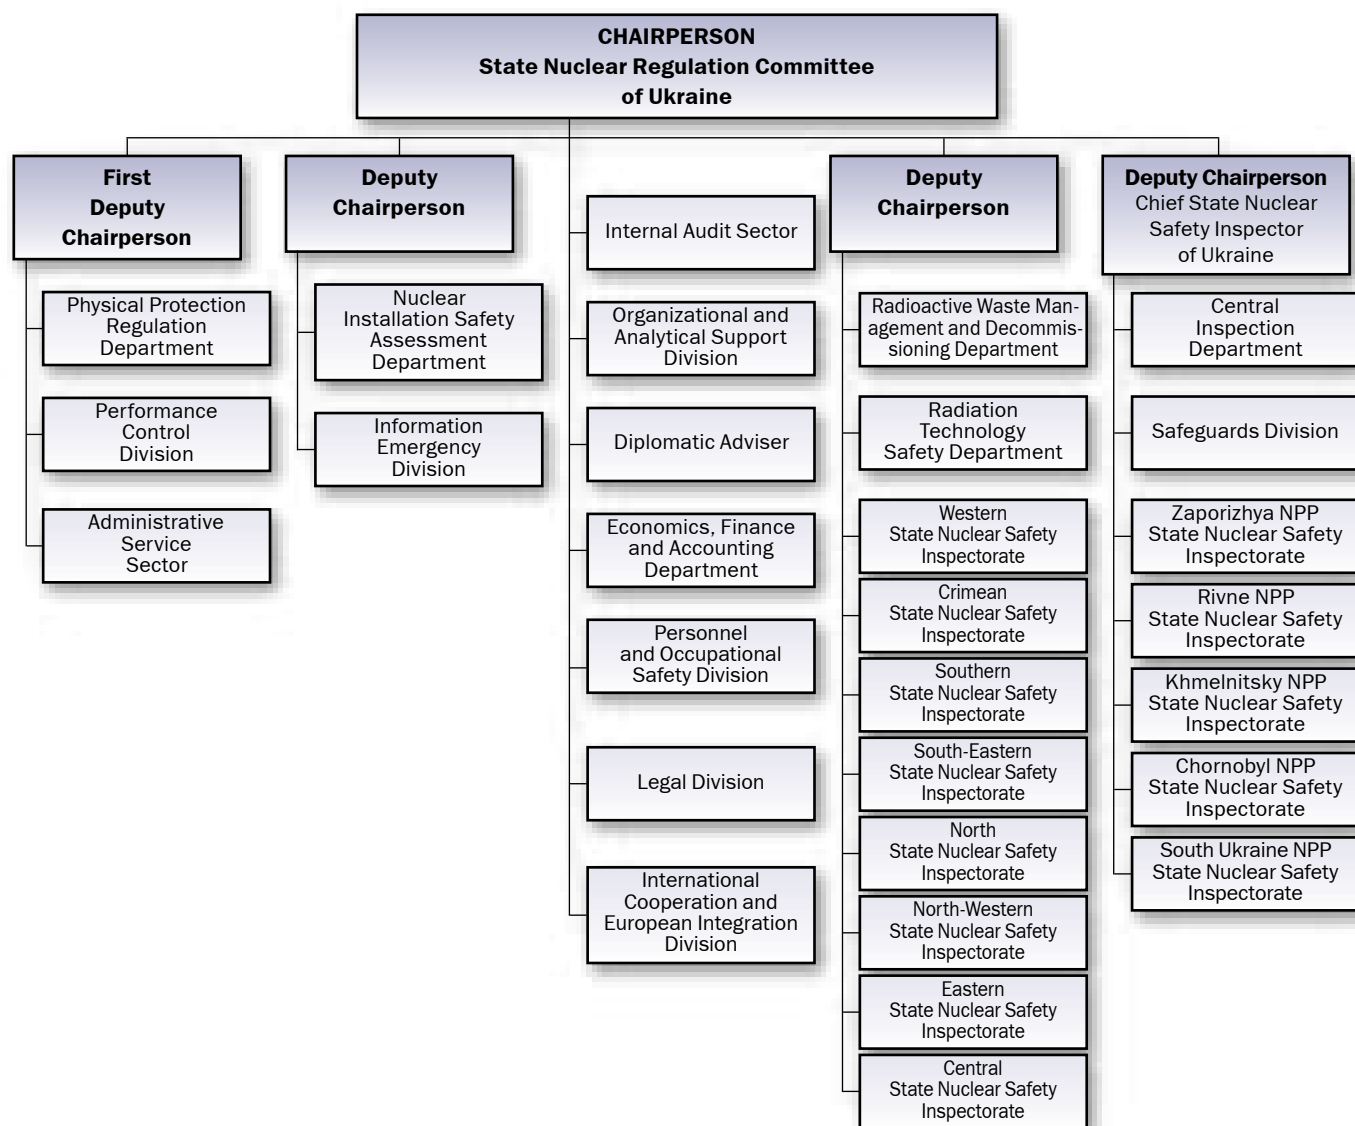 CHAIRPERSON
State Nuclear Regulation Committee
of Ukraine
First
Deputy
Chairperson
Physical Protection
Regulation
Department
Performance
Control
Division
Administrative
Service
Sector
Deputy
Chairperson
Nuclear
Installation Safety
Assessment
Department
Information
Emergency
Division
Internal Audit Sector
Organizational and
Analytical Support
Division
Diplomatic Adviser
Economics, Finance
and Accounting
Department
Personnel
and Occupational
Safety Division
Legal Division
International
Cooperation and
European Integration
Division
Deputy
Chairperson
Radioactive Waste Man-
agement and Decommis-
sioning Department
Radiation
Technology
Safety Department
Western
State Nuclear Safety
Inspectorate
Crimean
State Nuclear Safety
Inspectorate
Southern
State Nuclear Safety
Inspectorate
South-Eastern
State Nuclear Safety
Inspectorate
North
State Nuclear Safety
Inspectorate
North-Western
State Nuclear Safety
Inspectorate
Eastern
State Nuclear Safety
Inspectorate
Central
State Nuclear Safety
Inspectorate
Deputy Chairperson
Chief State Nuclear
Safety Inspector
of Ukraine
Central
Inspection
Department
Safeguards Division
Zaporizhya NPP
State Nuclear Safety
Inspectorate
Rivne NPP
State Nuclear Safety
Inspectorate
Khmelnitsky NPP
State Nuclear Safety
Inspectorate
Chornobyl NPP
State Nuclear Safety
Inspectorate
South Ukraine NPP
State Nuclear Safety
Inspectorate